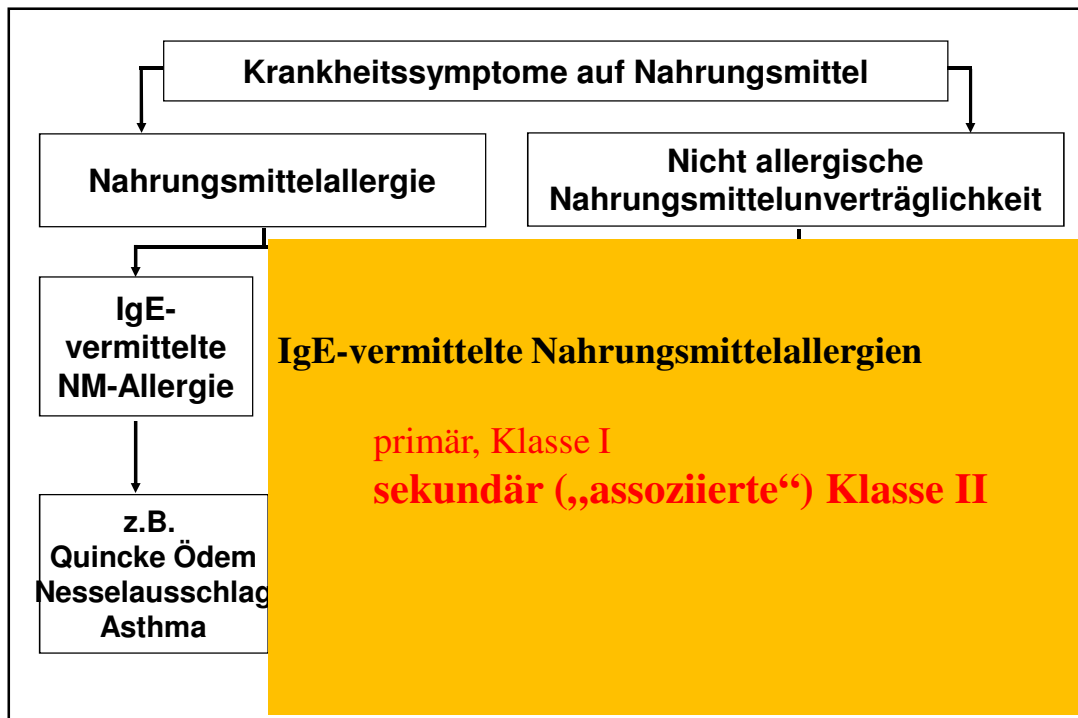 Krankheitssymptome auf Nahrungsmittel
Nahrungsmittelallergie
Nicht allergische
Nahrungsmittelunverträglichkeit
IgE-
vermittelte
NM-Allergie
IgE-vermittelte Nahrungsmittelallergien
primär, Klasse I
sekundär („assoziierte“) Klasse II
z.B.
Quincke Ödem
Nesselausschlag
Asthma